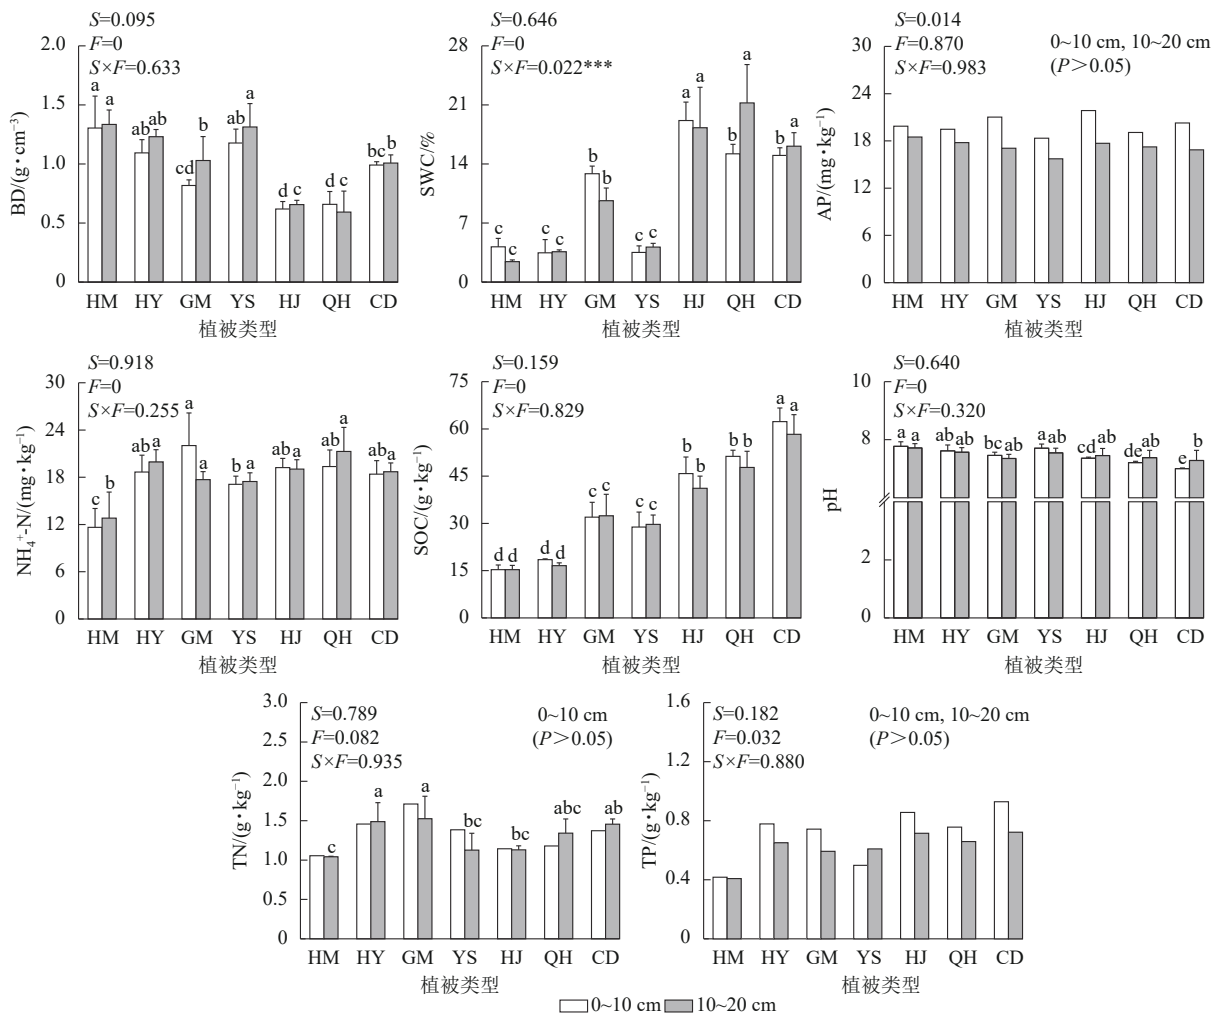 S=0.095
F=0
S×F=0.633
BD/(g·cm⁻³)
2.0
1.5
1.0
0.5
0
a a ab ab cd b ab a d c d c bc b
HM HY GM YS HJ QH CD
植被类型
S=0.646
F=0
S×F=0.022***
SWC/%
28
21
14
7
0
c c c c b b c c a a b a b a
HM HY GM YS HJ QH CD
植被类型
S=0.014
F=0.870
S×F=0.983
0~10 cm, 10~20 cm
(P＞0.05)
AP/(mg·kg⁻¹)
30
24
18
12
6
0
HM HY GM YS HJ QH CD
植被类型
S=0.918
F=0
S×F=0.255
NH₄⁺-N/(mg·kg⁻¹)
30
24
18
12
6
0
c b ab a a a b a ab a ab a ab a
HM HY GM YS HJ QH CD
植被类型
S=0.159
F=0
S×F=0.829
SOC/(g·kg⁻¹)
75
60
45
30
15
0
d d d d c c c c b b b b a a
HM HY GM YS HJ QH CD
植被类型
S=0.640
F=0
S×F=0.320
pH
10
8
2
0
a a ab ab bc ab a ab cd ab de ab e b
HM HY GM YS HJ QH CD
植被类型
S=0.789
F=0.082
S×F=0.935
0~10 cm
(P＞0.05)
TN/(g·kg⁻¹)
3.0
2.5
2.0
1.5
1.0
0.5
0
c a a bc bc abc ab
HM HY GM YS HJ QH CD
植被类型
S=0.182
F=0.032
S×F=0.880
0~10 cm, 10~20 cm
(P＞0.05)
TP/(g·kg⁻¹)
1.6
1.2
0.8
0.4
0
HM HY GM YS HJ QH CD
植被类型
0~10 cm 10~20 cm